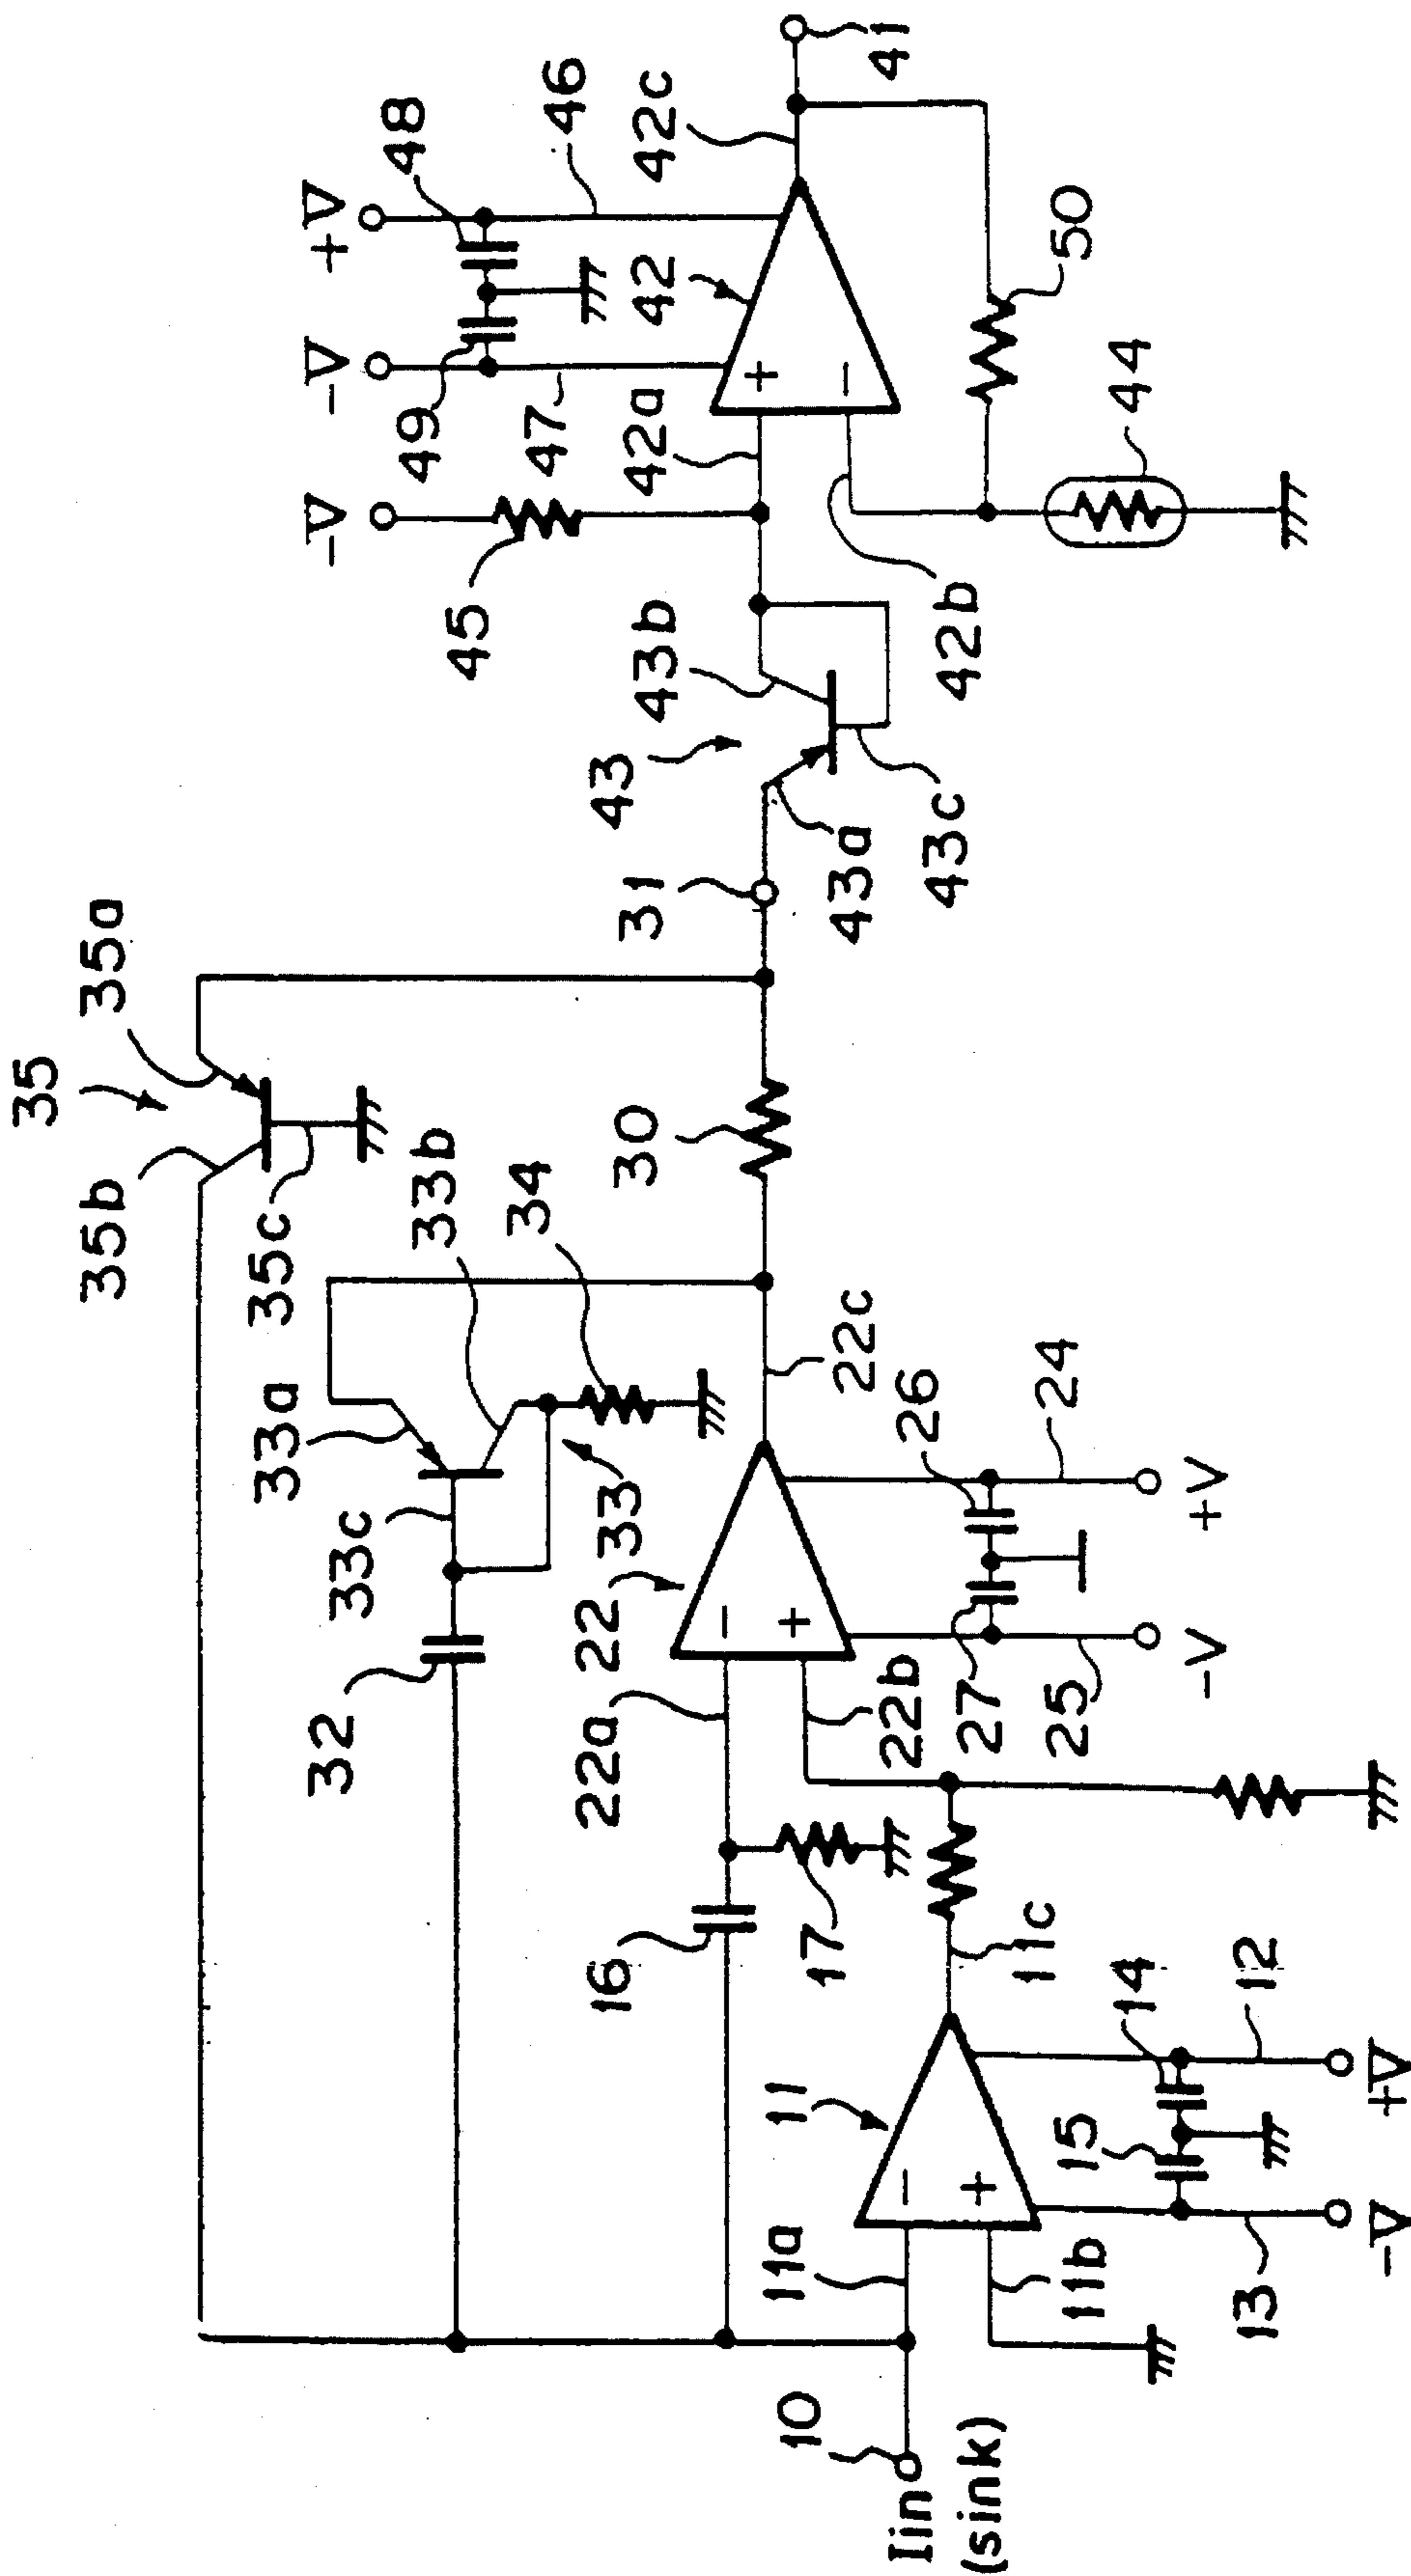 35
35a
35b
35c
33a
33b
33c
34
32
33
30
31
22
22a
22b
22c
26
24
27
25
+V
-V
16
17
11
11a
11b
11c
14
12
15
13
+V
-V
10
Iin
(sink)
43
43a
43b
43c
45
-V
-V
+V
49
48
47
46
42
42a
42b
42c
41
50
44
+
−
−
+
−
+